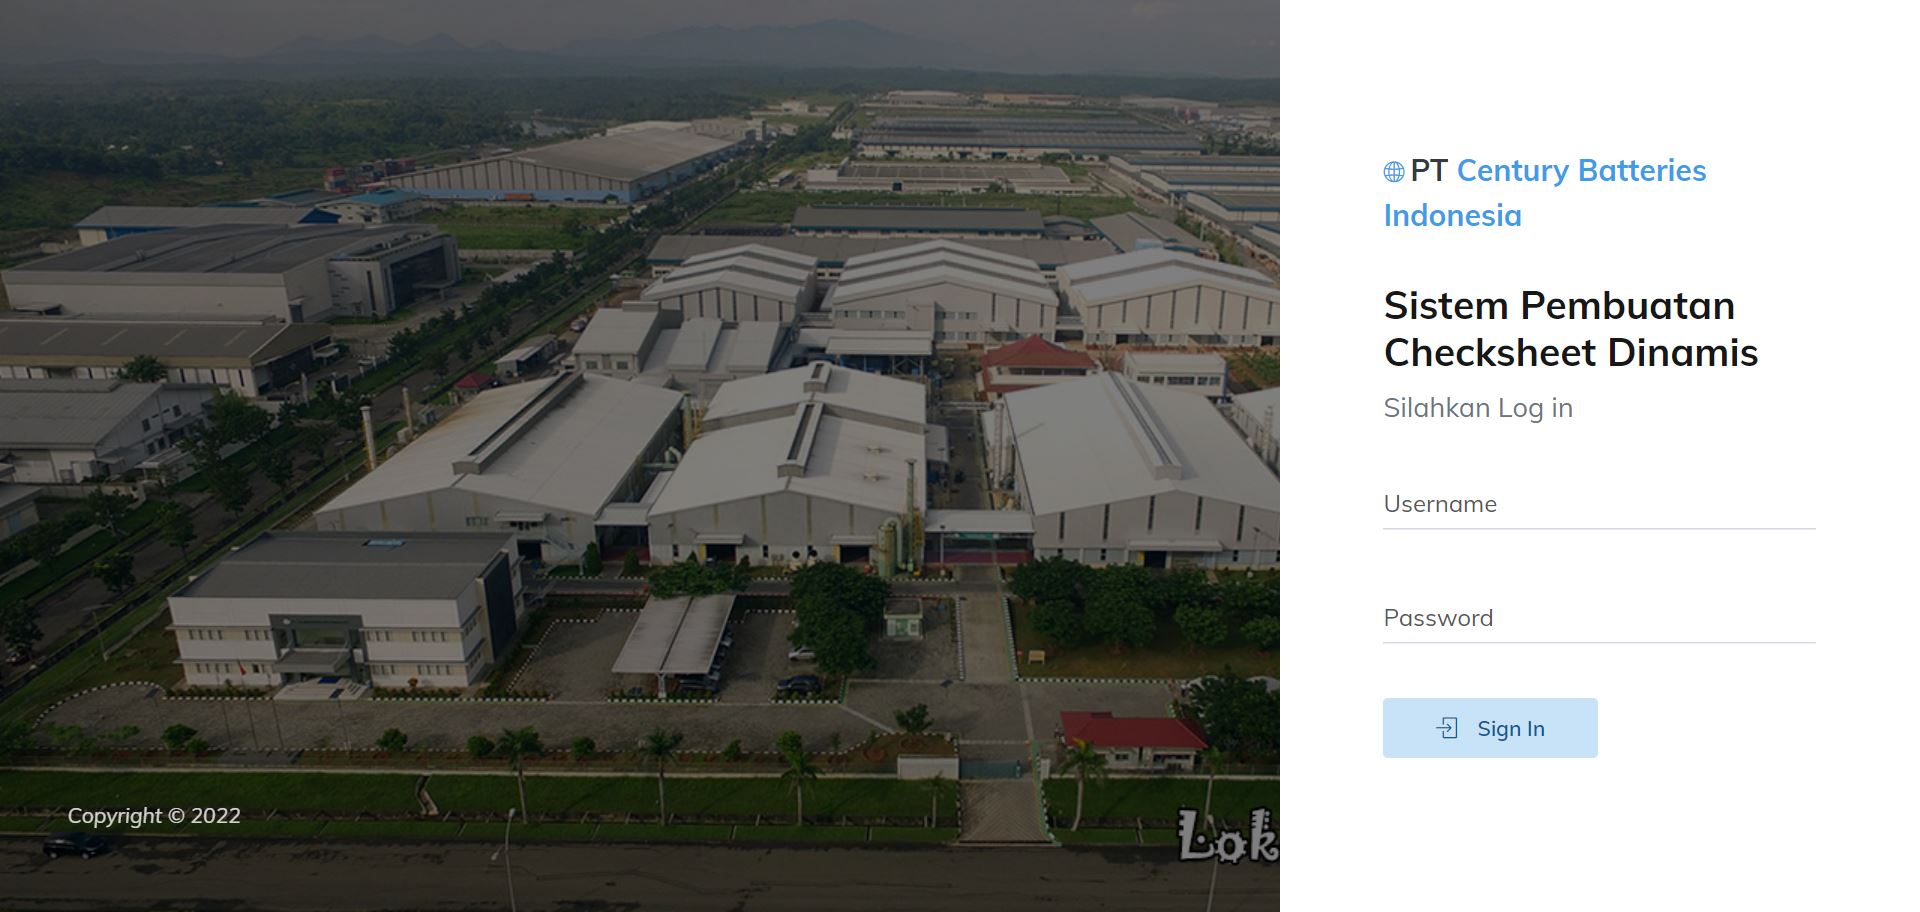 PT Century Batteries
Indonesia
Sistem Pembuatan
Checksheet Dinamis
Silahkan Log in
Username
Password
Sign In
Copyright © 2022
Lok